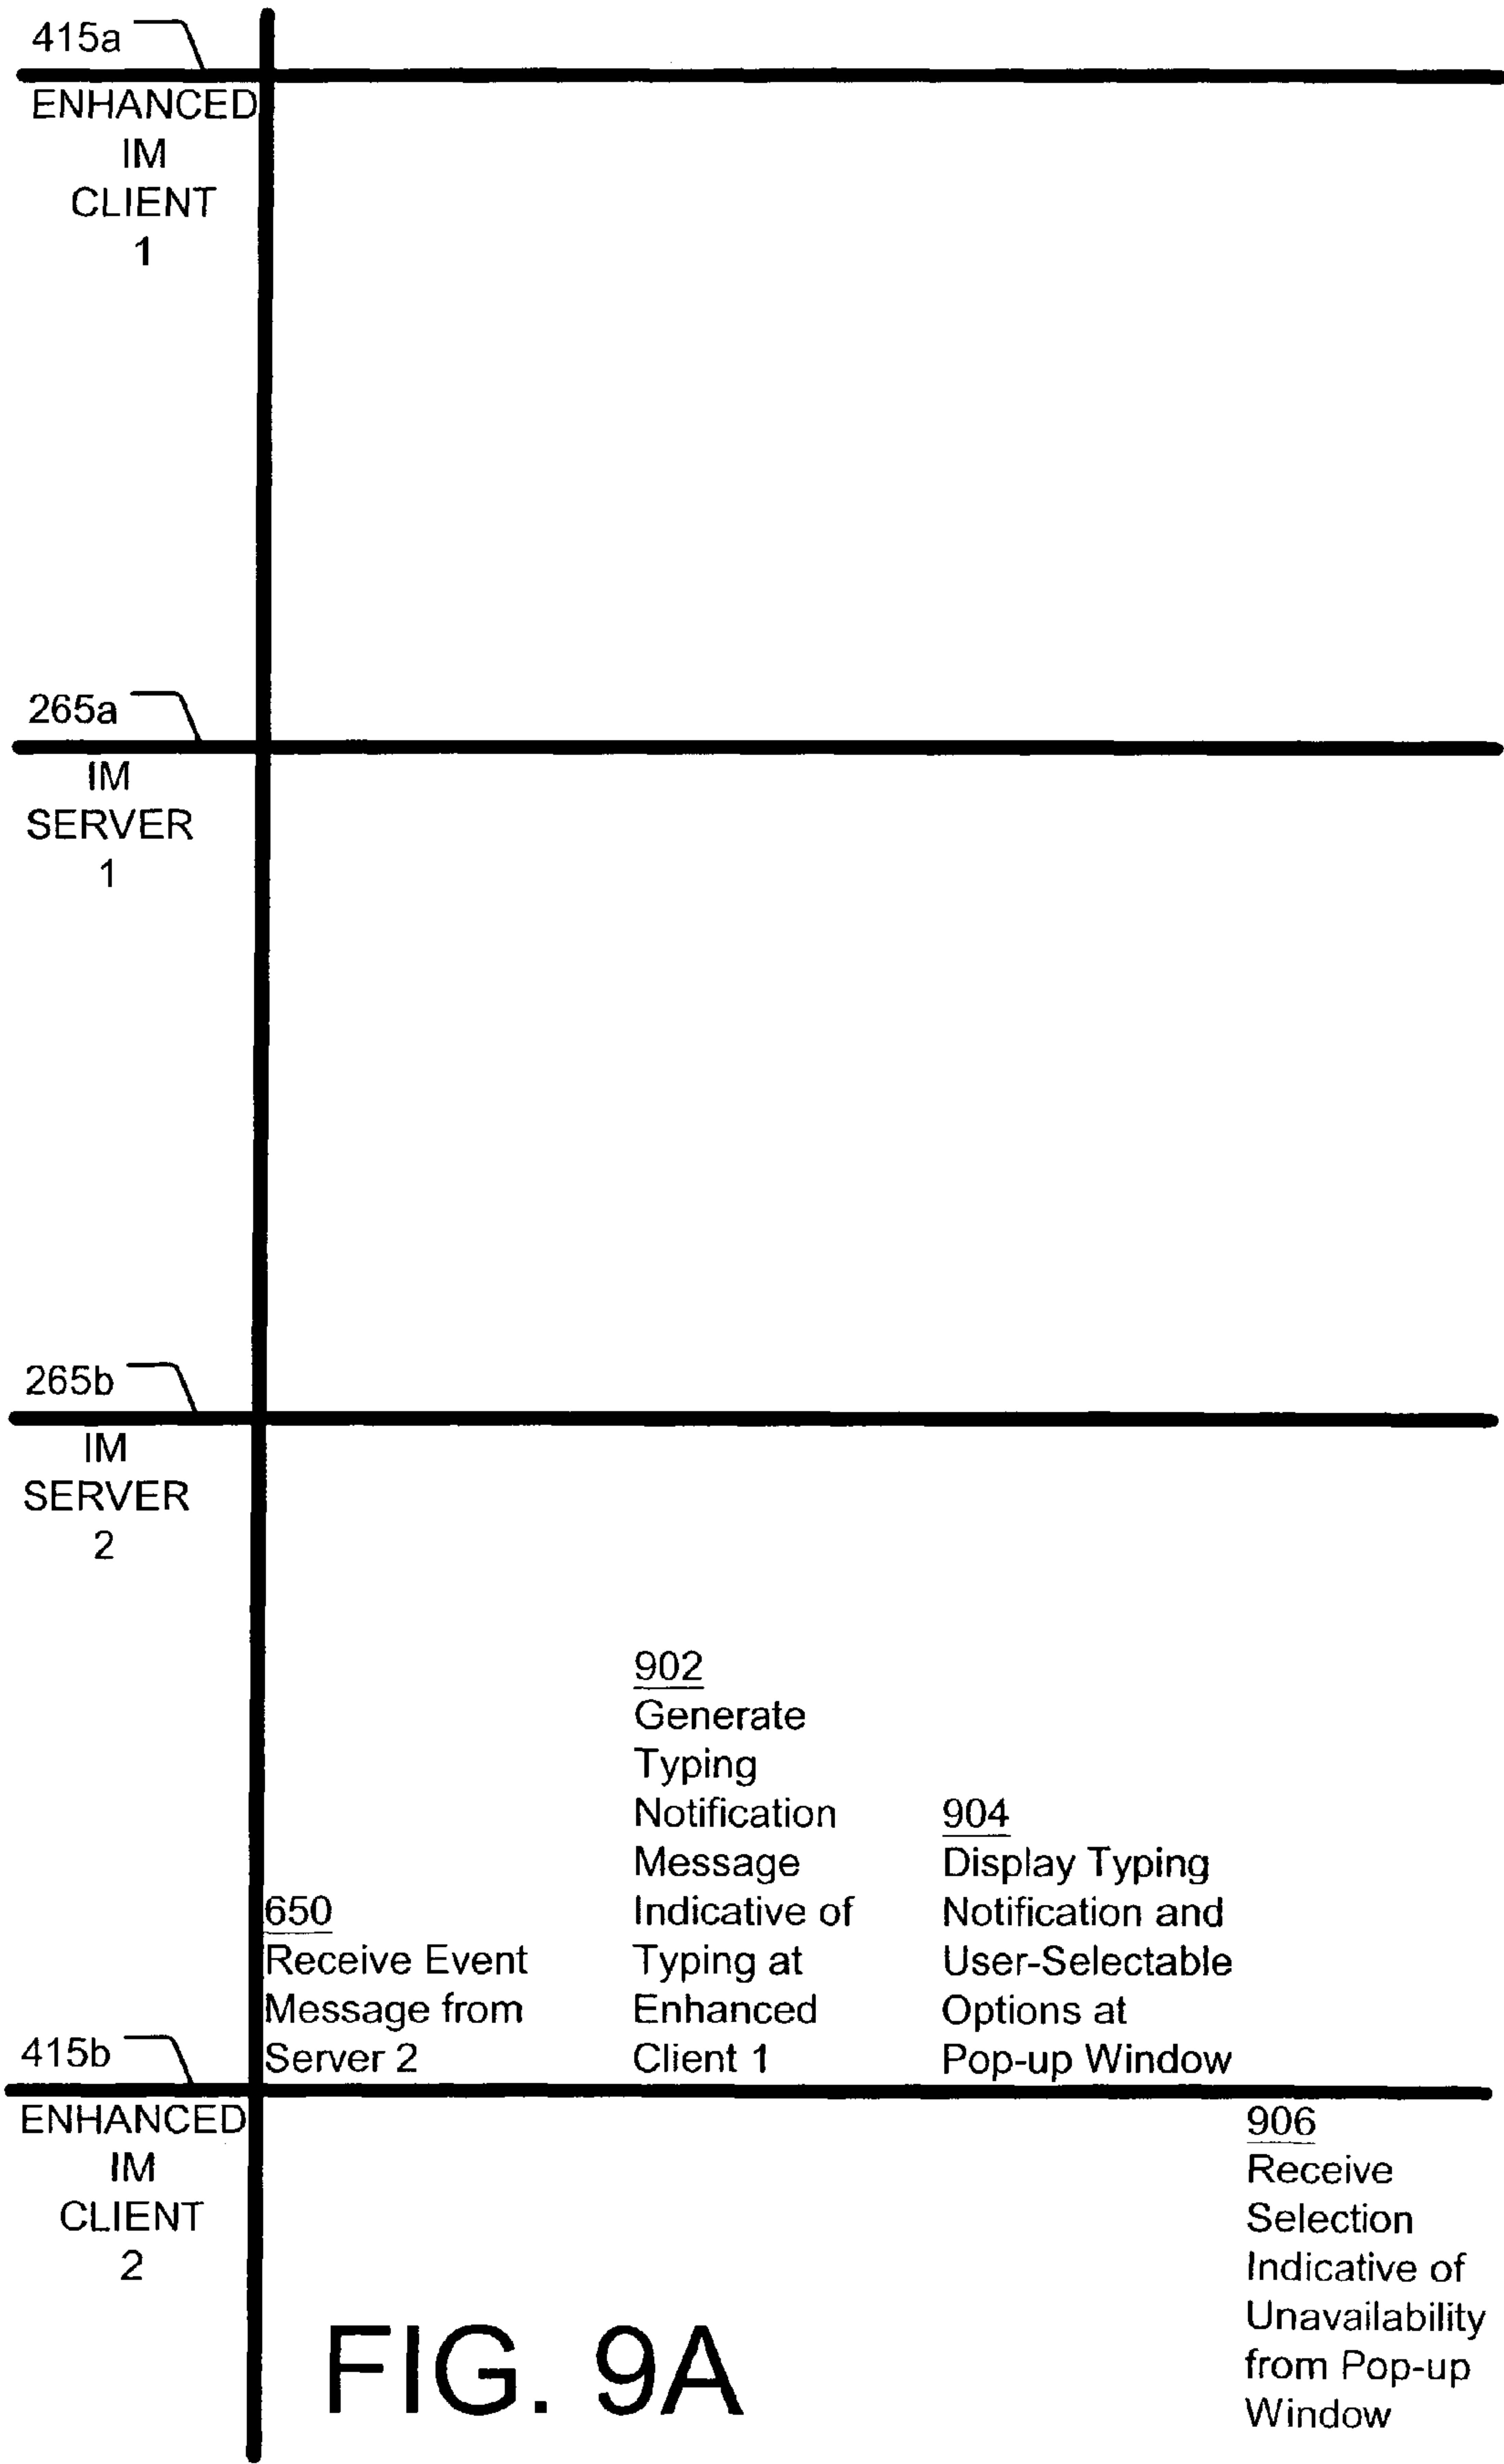 415a
ENHANCED
IM
CLIENT
1
265a
IM
SERVER
1
265b
IM
SERVER
2
650
Receive Event
Message from
Server 2
902
Generate
Typing
Notification
Message
Indicative of
Typing at
Enhanced
Client 1
904
Display Typing
Notification and
User-Selectable
Options at
Pop-up Window
415b
ENHANCED
IM
CLIENT
2
906
Receive
Selection
Indicative of
Unavailability
from Pop-up
Window
FIG. 9A